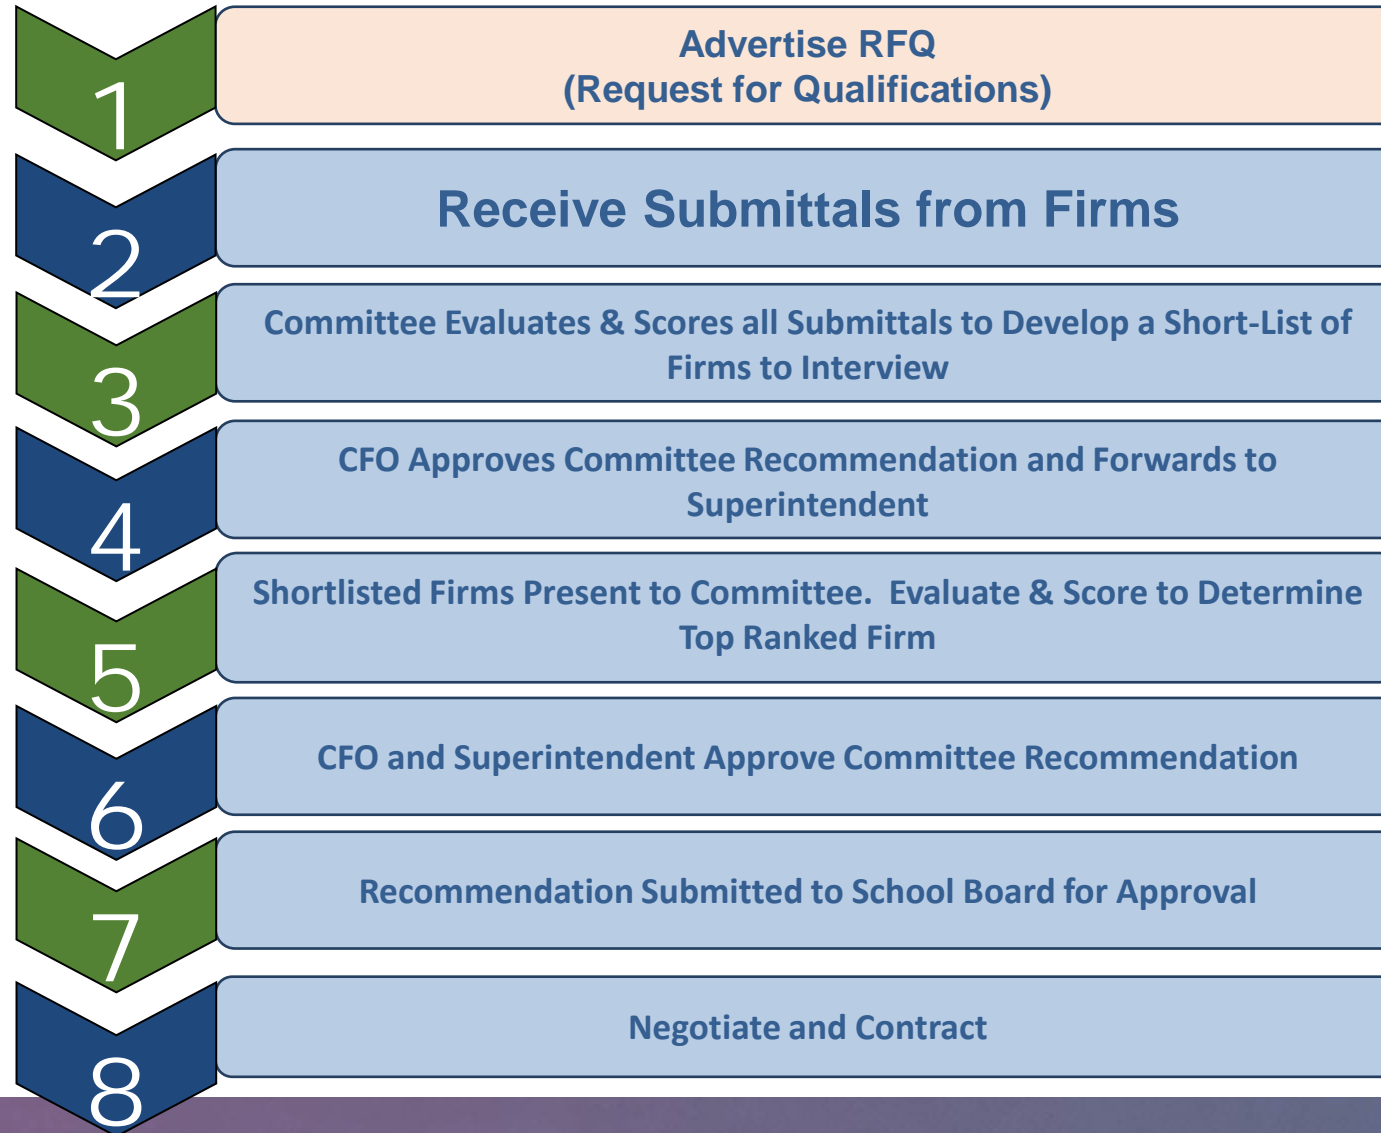 1
Advertise RFQ
(Request for Qualifications)
2
Receive Submittals from Firms
3
Committee Evaluates & Scores all Submittals to Develop a Short-List of
Firms to Interview
4
CFO Approves Committee Recommendation and Forwards to
Superintendent
5
Shortlisted Firms Present to Committee.  Evaluate & Score to Determine
Top Ranked Firm
6
CFO and Superintendent Approve Committee Recommendation
7
Recommendation Submitted to School Board for Approval
8
Negotiate and Contract